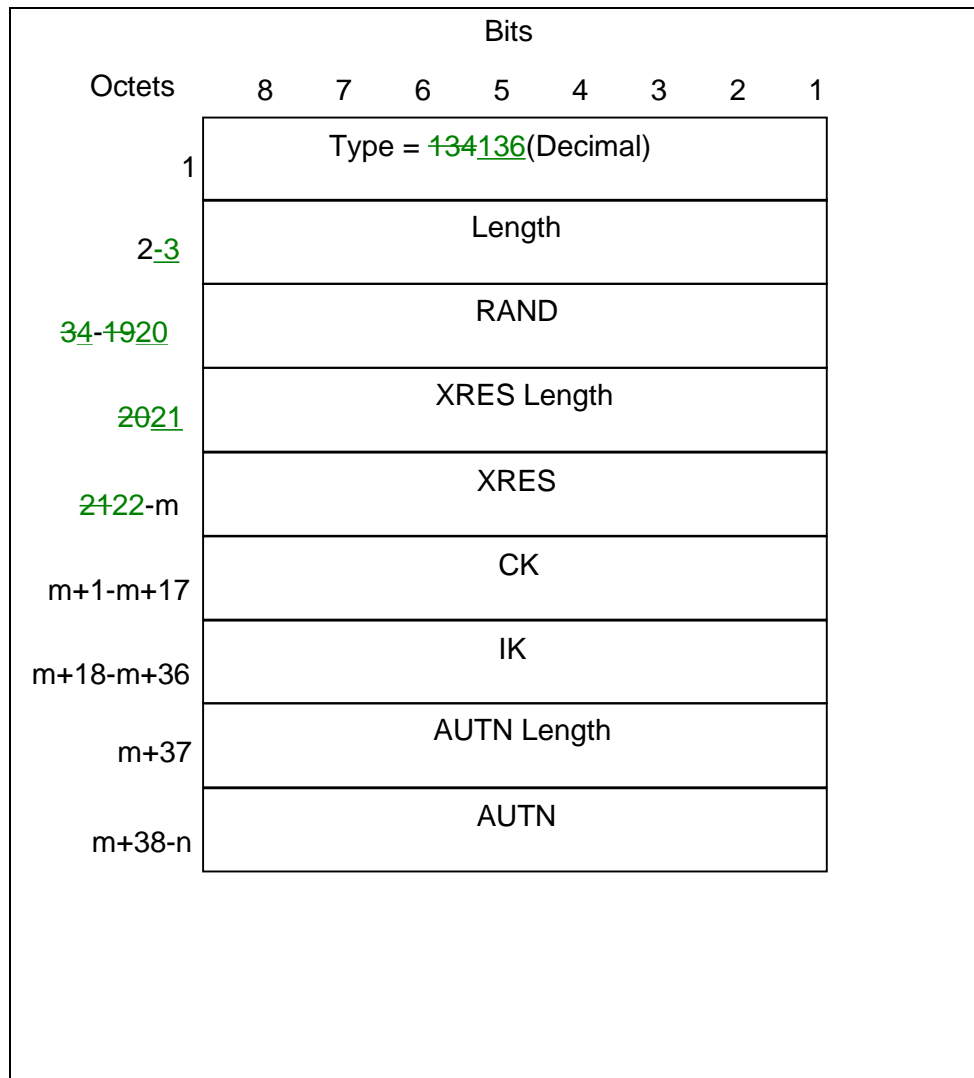 Bits
Octets 8 7 6 5 4 3 2 1
1 Type = 134136(Decimal)
2-3 Length
34-1920 RAND
2021 XRES Length
2122-m XRES
m+1-m+17 CK
m+18-m+36 IK
m+37 AUTN Length
m+38-n AUTN